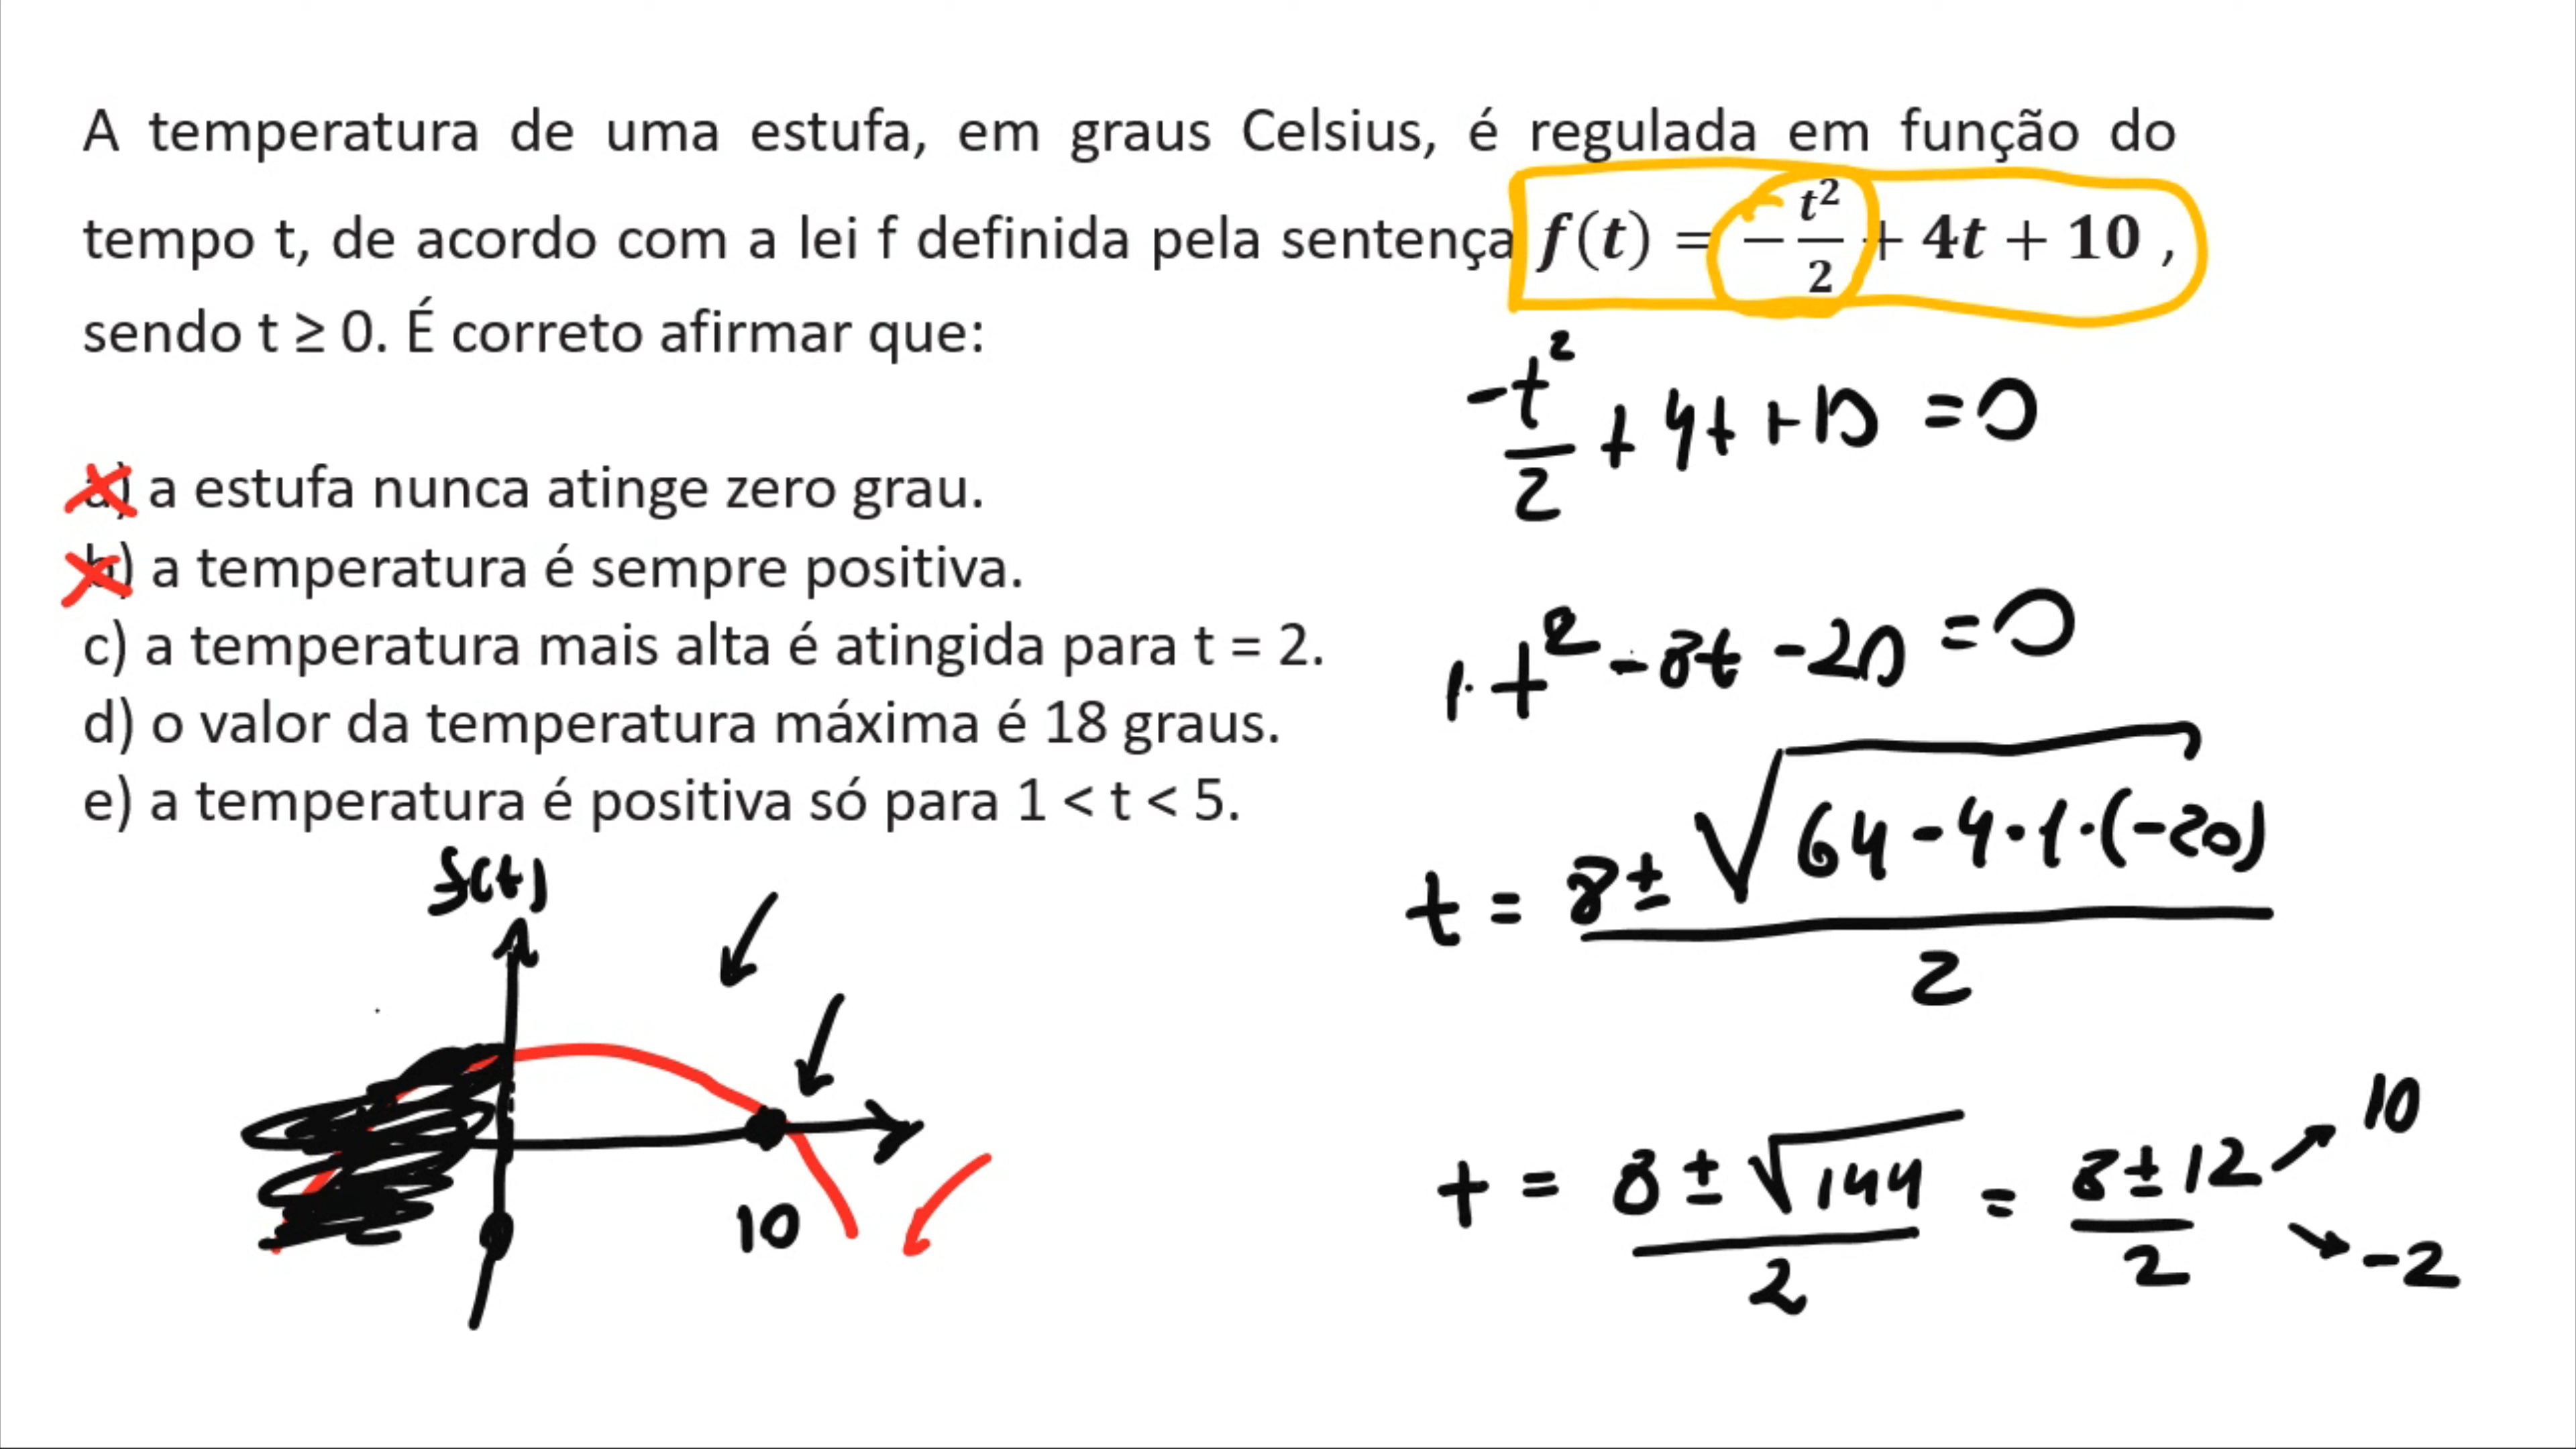 A temperatura de uma estufa, em graus Celsius, é regulada em função do
tempo t, de acordo com a lei f definida pela sentença f(t) = −t²/2 + 4t + 10 ,
sendo t ≥ 0. É correto afirmar que:
-t²/2 + 4t + 10 = 0
a) a estufa nunca atinge zero grau.
b) a temperatura é sempre positiva.
c) a temperatura mais alta é atingida para t = 2.
d) o valor da temperatura máxima é 18 graus.
e) a temperatura é positiva só para 1 < t < 5.
1·t² - 8t - 20 = 0
t = (8 ± √(64 - 4·1·(-20)))/2
f(t)
10
t = (8 ± √144)/2 = (8 ± 12)/2
10
-2